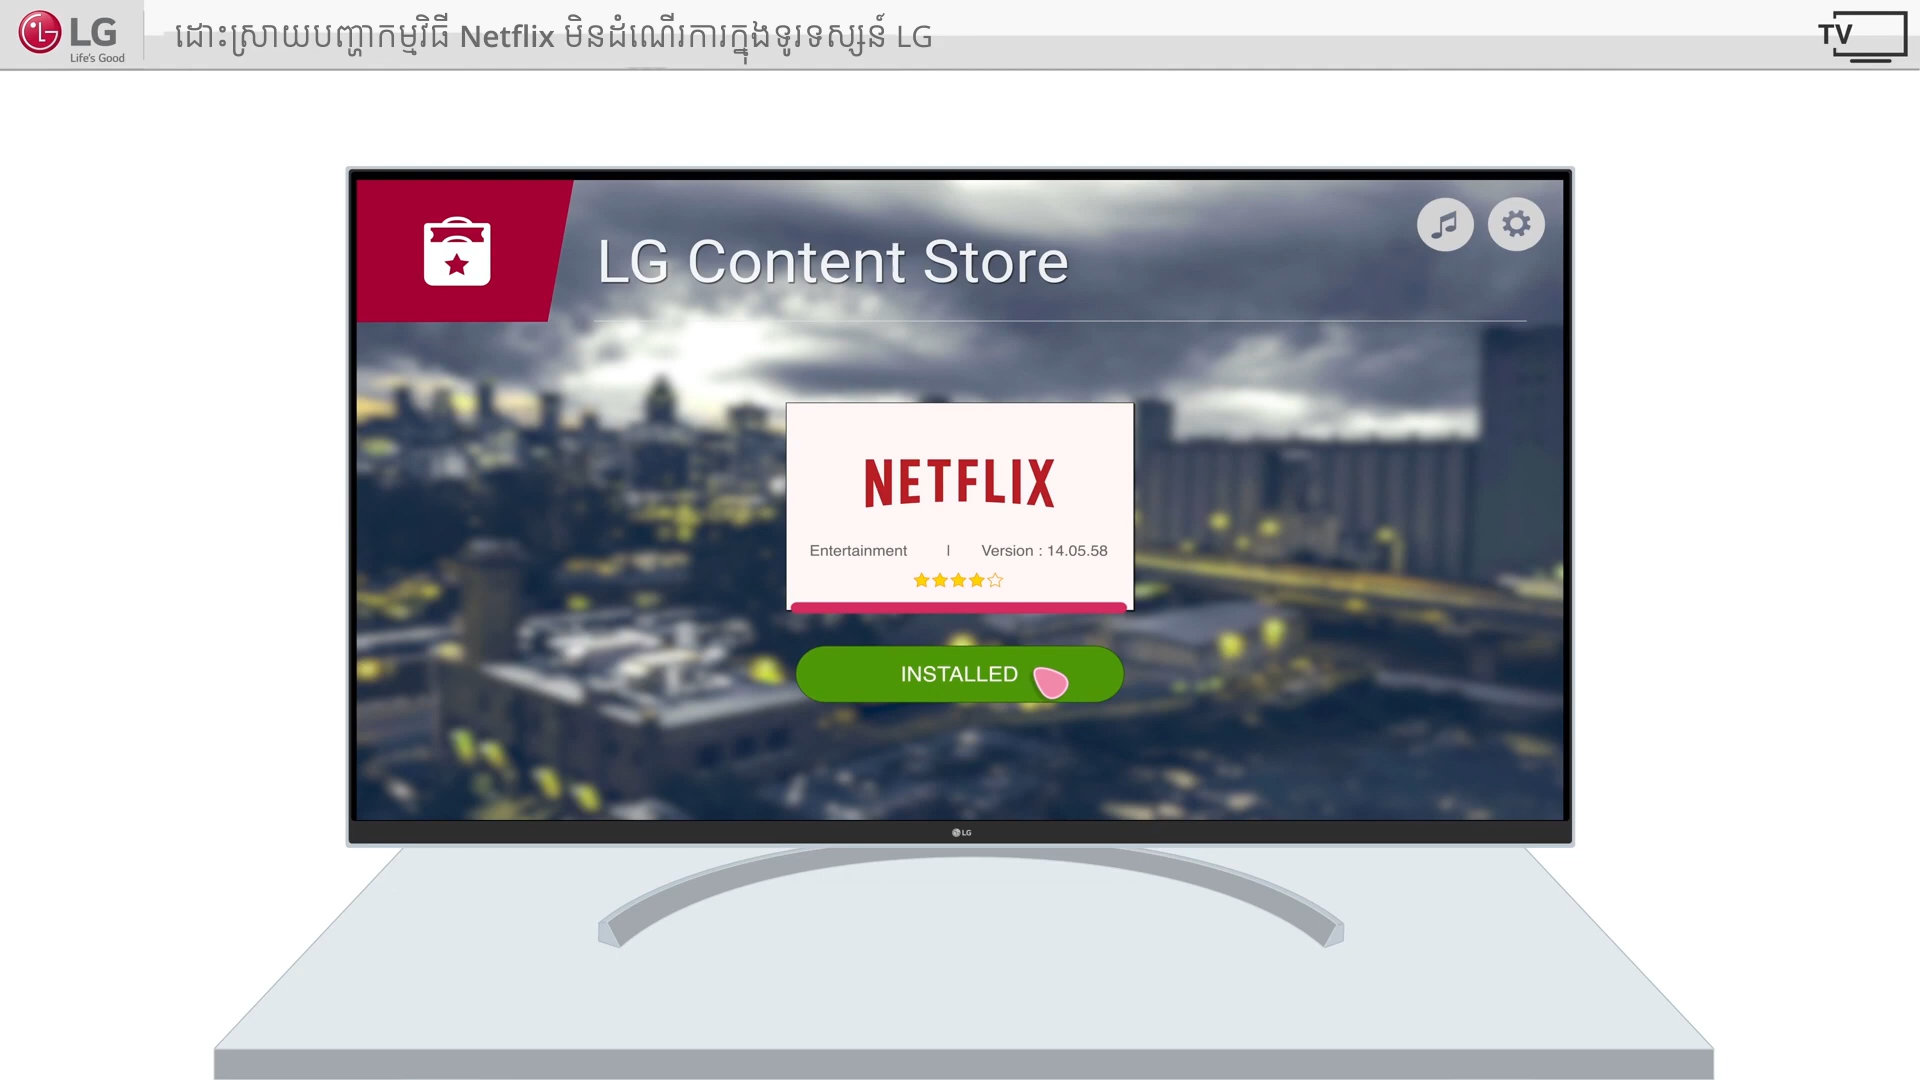 LG
Life's Good
ដោះស្រាយបញ្ហាកម្មវិធី Netflix មិនដំណើរការក្នុងទូរទស្សន៍ LG
TV
LG Content Store
NETFLIX
Entertainment | Version : 14.05.58
INSTALLED
LG